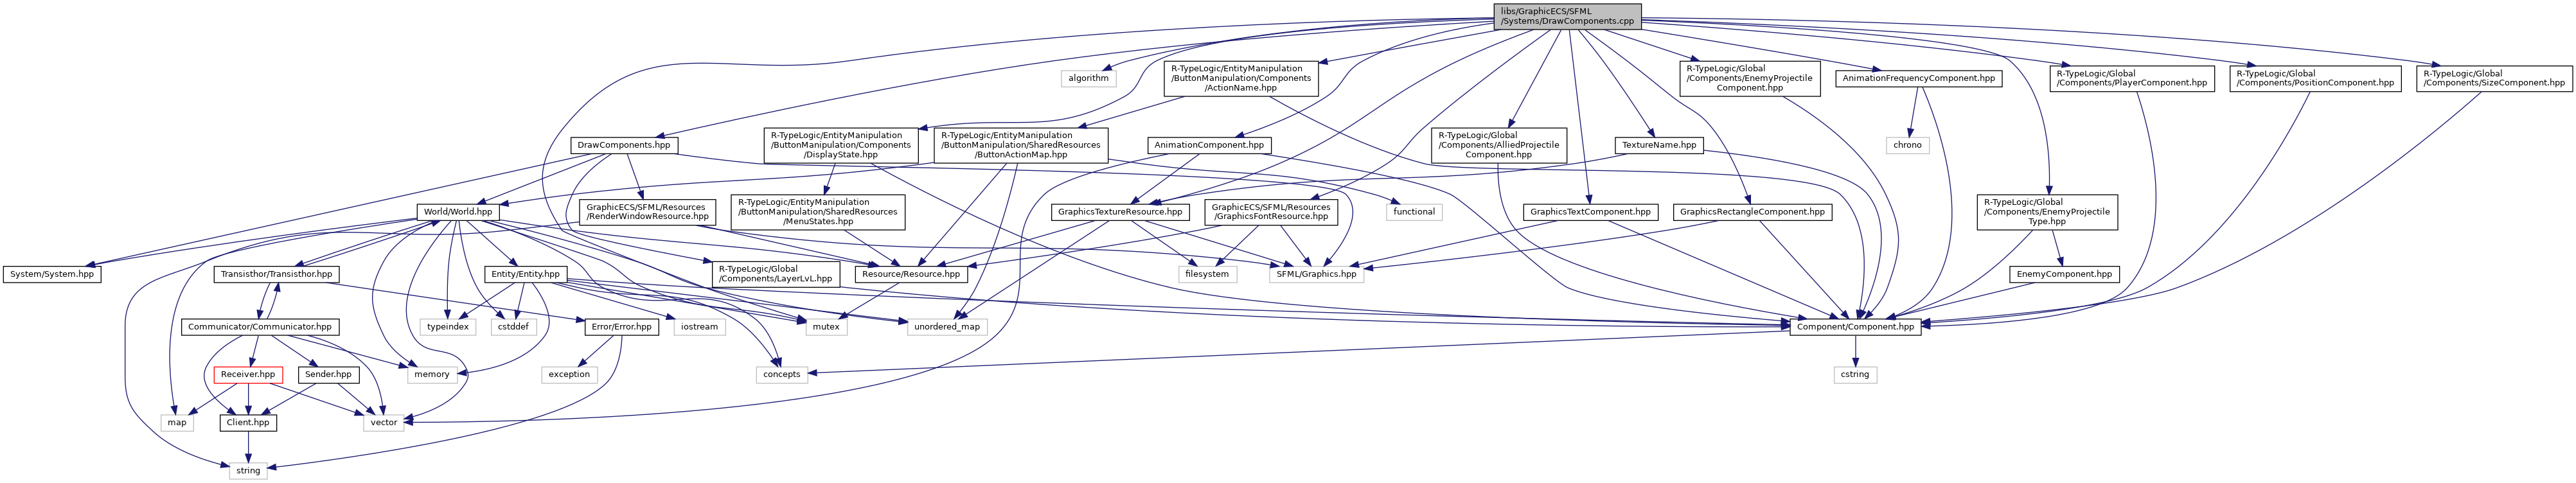 libs/GraphicECS/SFML
/Systems/DrawComponents.cpp
algorithm
R-TypeLogic/EntityManipulation
/ButtonManipulation/Components
/ActionName.hpp
R-TypeLogic/Global
/Components/EnemyProjectile
Component.hpp
AnimationFrequencyComponent.hpp
R-TypeLogic/Global
/Components/PlayerComponent.hpp
R-TypeLogic/Global
/Components/PositionComponent.hpp
R-TypeLogic/Global
/Components/SizeComponent.hpp
DrawComponents.hpp
R-TypeLogic/EntityManipulation
/ButtonManipulation/Components
/DisplayState.hpp
R-TypeLogic/EntityManipulation
/ButtonManipulation/SharedResources
/ButtonActionMap.hpp
AnimationComponent.hpp
R-TypeLogic/Global
/Components/AlliedProjectile
Component.hpp
TextureName.hpp
chrono
World/World.hpp
GraphicECS/SFML/Resources
/RenderWindowResource.hpp
R-TypeLogic/EntityManipulation
/ButtonManipulation/SharedResources
/MenuStates.hpp
GraphicsTextureResource.hpp
GraphicECS/SFML/Resources
/GraphicsFontResource.hpp
functional
GraphicsTextComponent.hpp
GraphicsRectangleComponent.hpp
R-TypeLogic/Global
/Components/EnemyProjectile
Type.hpp
System/System.hpp
Transisthor/Transisthor.hpp
Entity/Entity.hpp
R-TypeLogic/Global
/Components/LayerLvL.hpp
Resource/Resource.hpp
filesystem
SFML/Graphics.hpp
EnemyComponent.hpp
Communicator/Communicator.hpp
typeindex
cstddef
Error/Error.hpp
iostream
mutex
unordered_map
Component/Component.hpp
Receiver.hpp
Sender.hpp
memory
exception
concepts
cstring
map
Client.hpp
vector
string